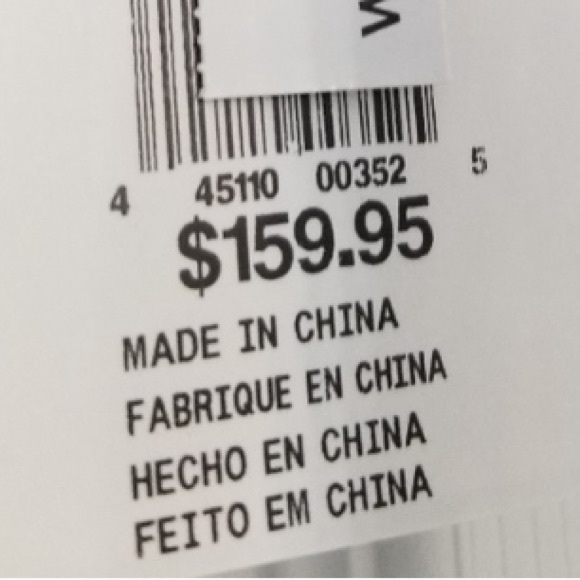 4 45110 00352 5
$159.95
MADE IN CHINA
FABRIQUE EN CHINA
HECHO EN CHINA
FEITO EM CHINA